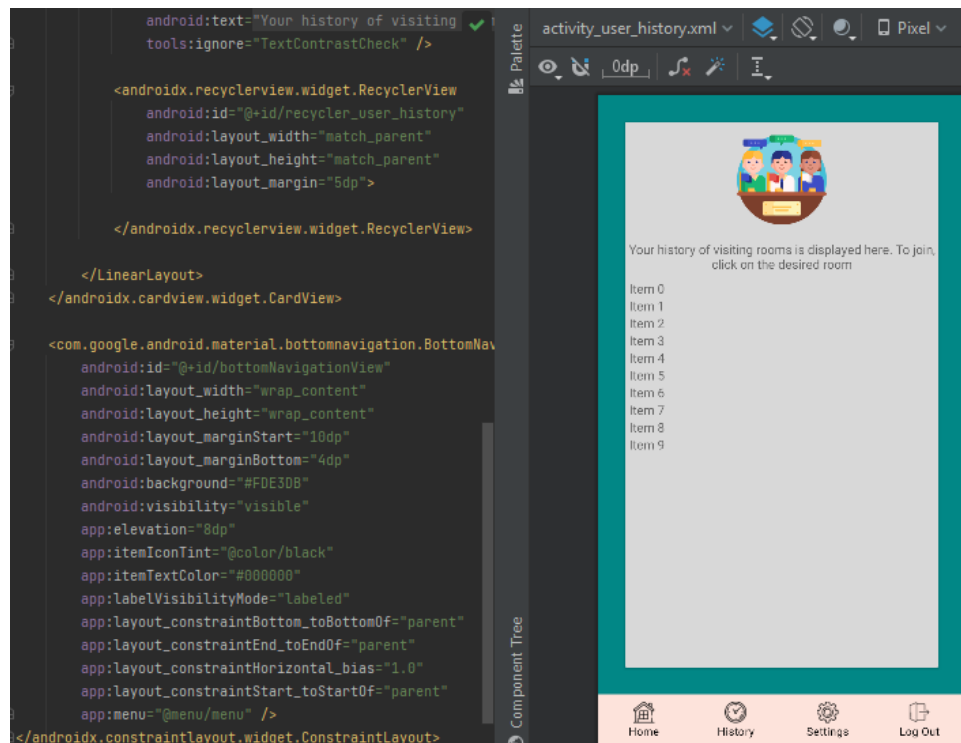 android:text="Your history of visiting
tools:ignore="TextContrastCheck" />
<androidx.recyclerview.widget.RecyclerView
android:id="@+id/recycler_user_history"
android:layout_width="match_parent"
android:layout_height="match_parent"
android:layout_margin="5dp">
</androidx.recyclerview.widget.RecyclerView>
</LinearLayout>
</androidx.cardview.widget.CardView>
<com.google.android.material.bottomnavigation.BottomNav
android:id="@+id/bottomNavigationView"
android:layout_width="wrap_content"
android:layout_height="wrap_content"
android:layout_marginStart="10dp"
android:layout_marginBottom="4dp"
android:background="#FDE3DB"
android:visibility="visible"
app:elevation="8dp"
app:itemIconTint="@color/black"
app:itemTextColor="#000000"
app:labelVisibilityMode="labeled"
app:layout_constraintBottom_toBottomOf="parent"
app:layout_constraintEnd_toEndOf="parent"
app:layout_constraintHorizontal_bias="1.0"
app:layout_constraintStart_toStartOf="parent"
app:menu="@menu/menu" />
</androidx.constraintlayout.widget.ConstraintLayout>
Palette
Component Tree
activity_user_history.xml
Pixel
0dp
Your history of visiting rooms is displayed here. To join,
click on the desired room
Item 0
Item 1
Item 2
Item 3
Item 4
Item 5
Item 6
Item 7
Item 8
Item 9
Home
History
Settings
Log Out